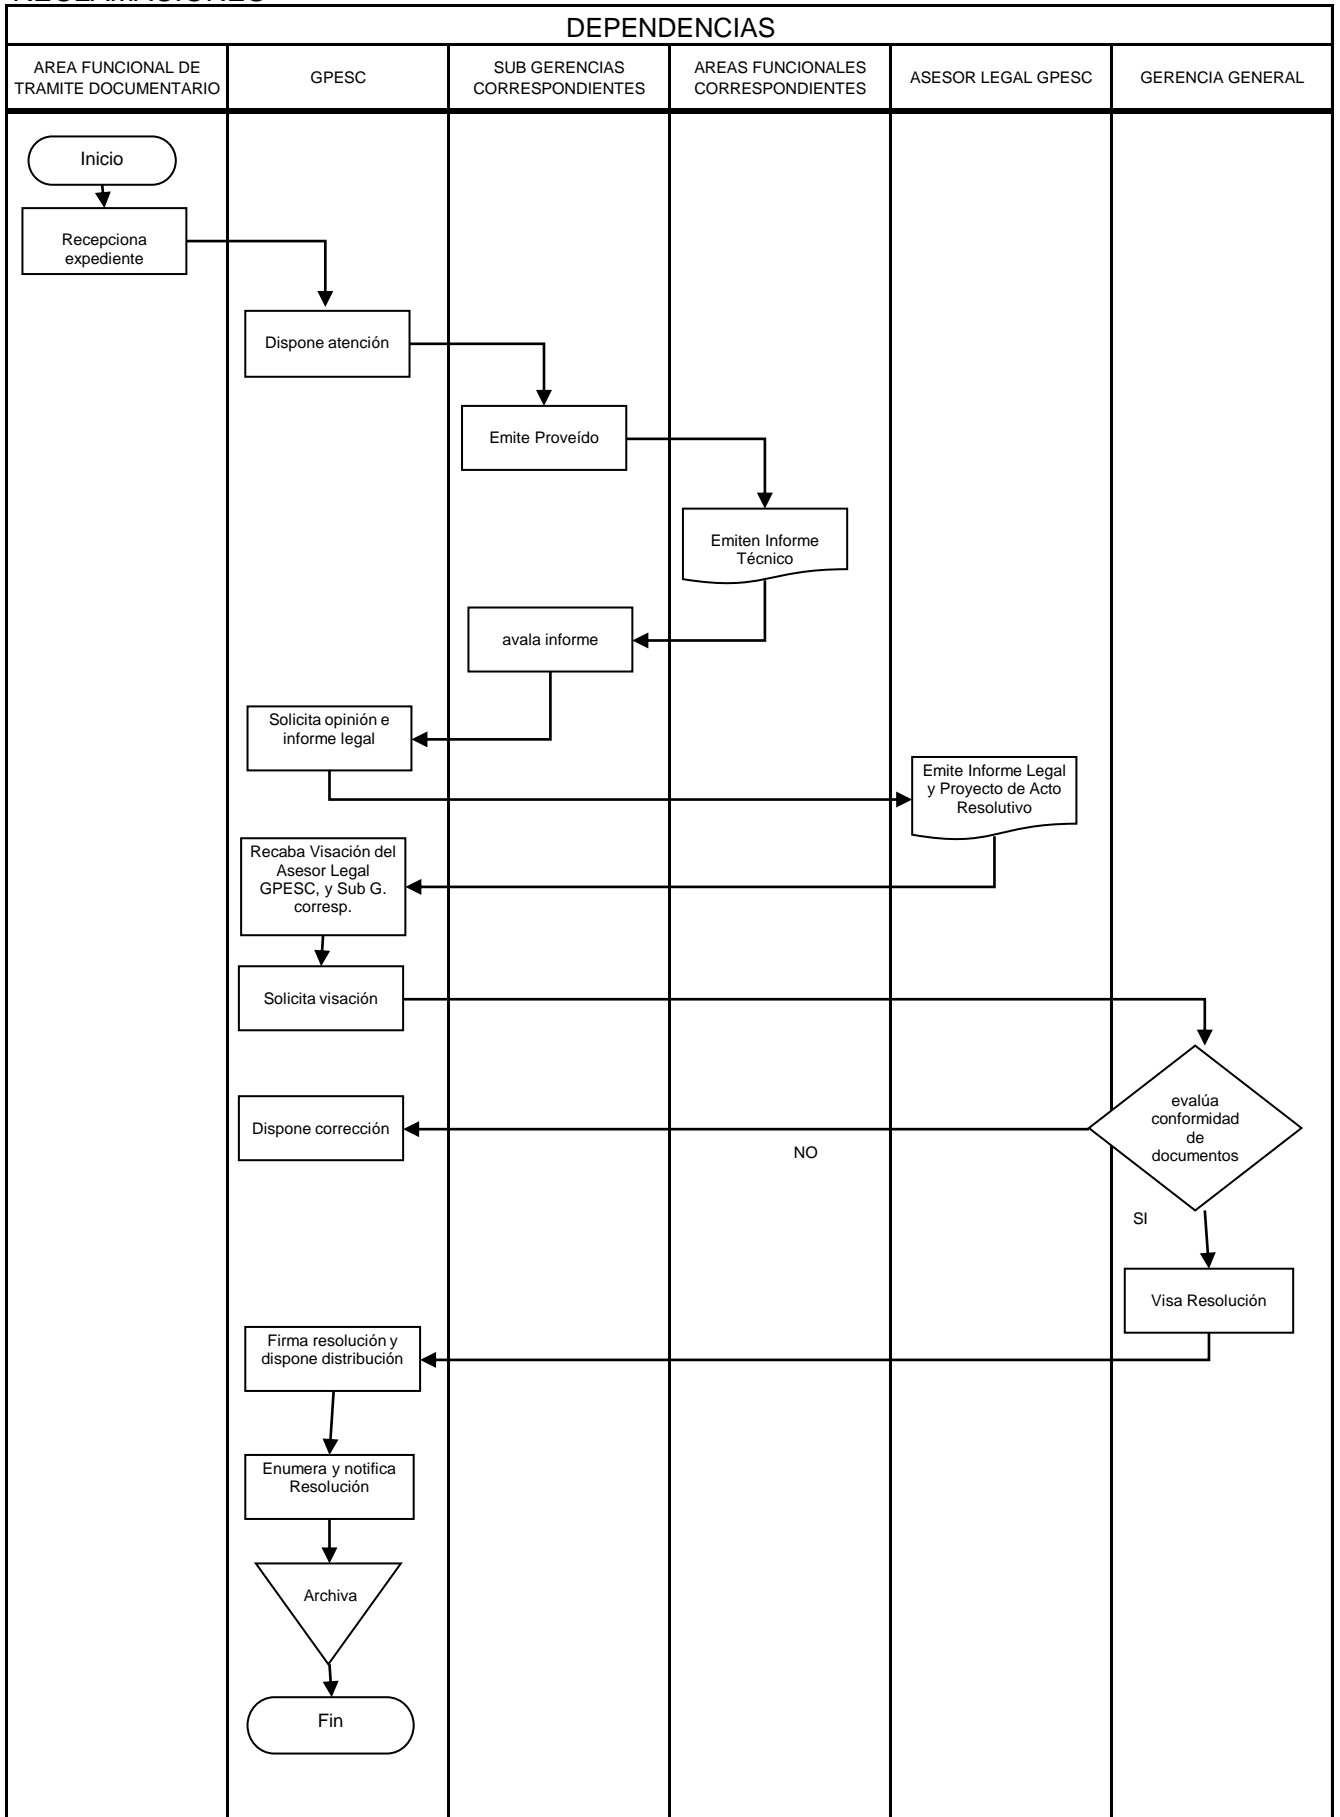 DEPENDENCIAS
AREA FUNCIONAL DE
TRAMITE DOCUMENTARIO
GPESC
SUB GERENCIAS
CORRESPONDIENTES
AREAS FUNCIONALES
CORRESPONDIENTES
ASESOR LEGAL GPESC
GERENCIA GENERAL
Inicio
Recepciona
expediente
Dispone atención
Emite Proveído
Emiten Informe
Técnico
avala informe
Solicita opinión e
informe legal
Emite Informe Legal
y Proyecto de Acto
Resolutivo
Recaba Visación del
Asesor Legal
GPESC, y Sub G.
corresp.
Solicita visación
evalúa
conformidad
de
documentos
Dispone corrección
NO
SI
Visa Resolución
Firma resolución y
dispone distribución
Enumera y notifica
Resolución
Archiva
Fin